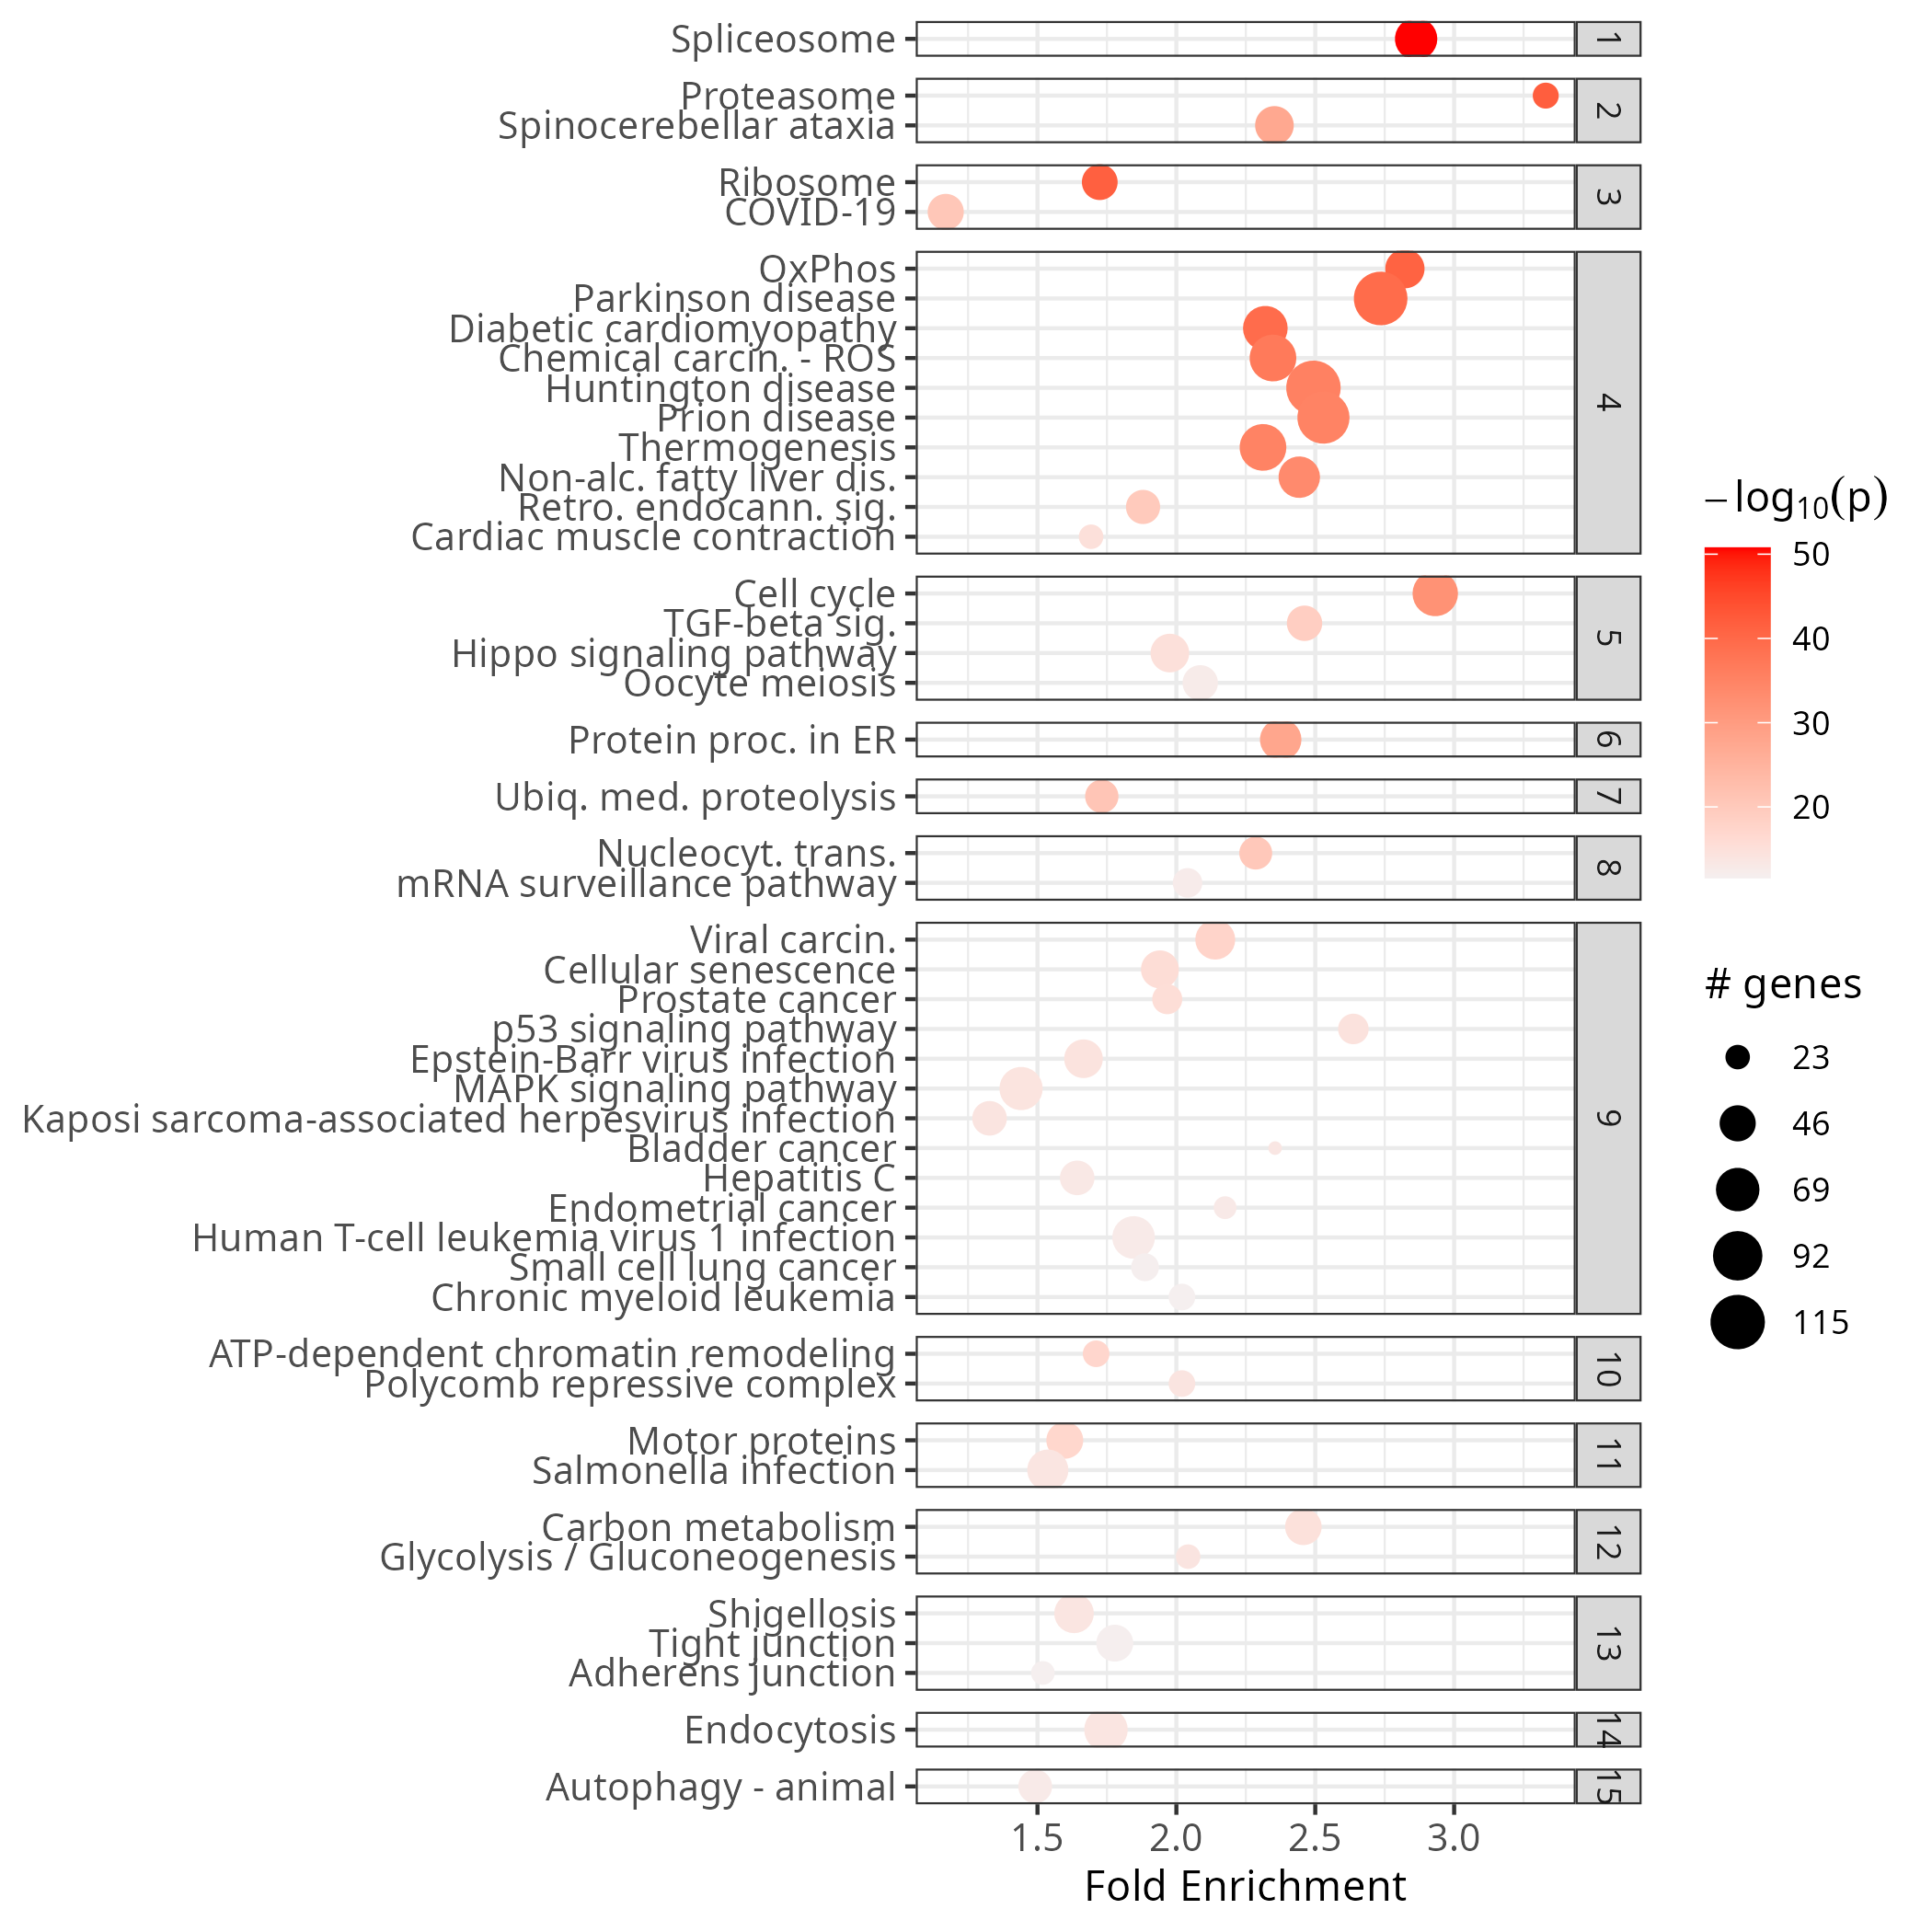 Spliceosome
1
Proteasome
Spinocerebellar ataxia
2
Ribosome
COVID-19
3
OxPhos
Parkinson disease
Diabetic cardiomyopathy
Chemical carcin. - ROS
Huntington disease
Prion disease
Thermogenesis
Non-alc. fatty liver dis.
Retro. endocann. sig.
Cardiac muscle contraction
4
Cell cycle
TGF-beta sig.
Hippo signaling pathway
Oocyte meiosis
5
Protein proc. in ER
6
Ubiq. med. proteolysis
7
Nucleocyt. trans.
mRNA surveillance pathway
8
Viral carcin.
Cellular senescence
Prostate cancer
p53 signaling pathway
Epstein-Barr virus infection
MAPK signaling pathway
Kaposi sarcoma-associated herpesvirus infection
Bladder cancer
Hepatitis C
Endometrial cancer
Human T-cell leukemia virus 1 infection
Small cell lung cancer
Chronic myeloid leukemia
9
ATP-dependent chromatin remodeling
Polycomb repressive complex
10
Motor proteins
Salmonella infection
11
Carbon metabolism
Glycolysis / Gluconeogenesis
12
Shigellosis
Tight junction
Adherens junction
13
Endocytosis
14
Autophagy - animal
15
1.5 2.0 2.5 3.0
Fold Enrichment
−log₁₀(p)
50
40
30
20
# genes
23
46
69
92
115